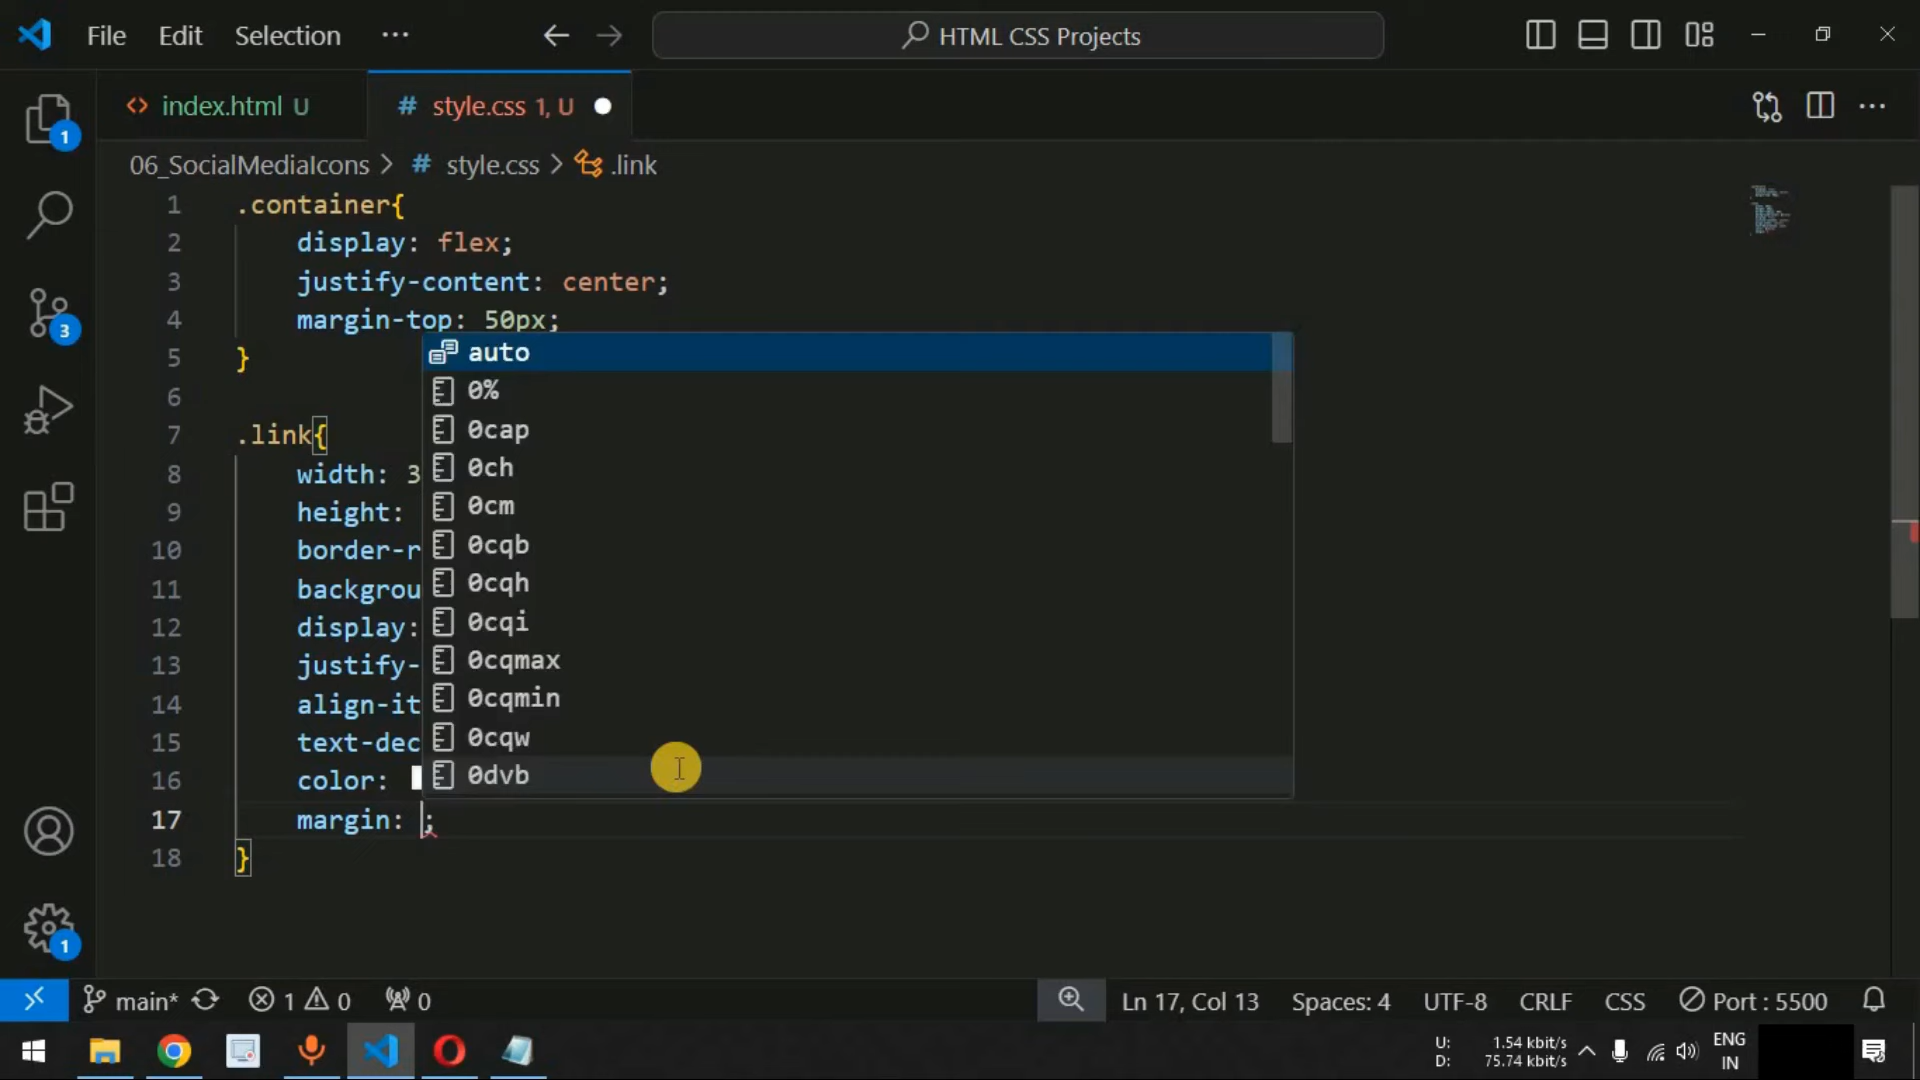 File Edit Selection ··· HTML CSS Projects
index.html U style.css 1, U
06_SocialMediaIcons > # style.css > .link
1 .container{
2 display: flex;
3 justify-content: center;
4 margin-top: 50px;
5 }
6
7 .link{
8 width: 3
9 height:
10 border-r
11 backgrou
12 display:
13 justify-
14 align-it
15 text-dec
16 color:
17 margin: ;
18 }
auto
0%
0cap
0ch
0cm
0cqb
0cqh
0cqi
0cqmax
0cqmin
0cqw
0dvb
1
3
1
main* 1 0 0 Ln 17, Col 13 Spaces: 4 UTF-8 CRLF CSS Port : 5500
U: 1.54 kbit/s
D: 75.74 kbit/s
ENG
IN